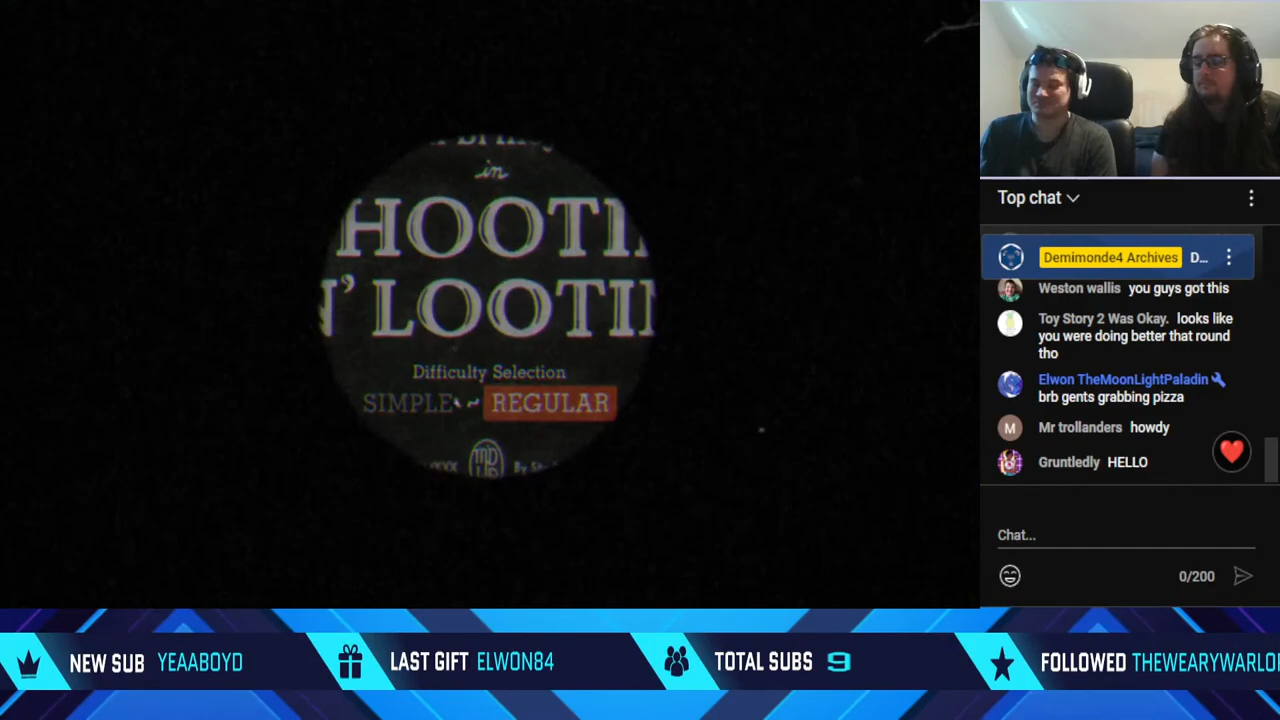 in
HOOTI
N' LOOTIN
Difficulty Selection
SIMPLE ~ REGULAR
By
Top chat
Demimonde4 Archives D...
Weston wallis you guys got this
Toy Story 2 Was Okay. looks like
you were doing better that round
tho
Elwon TheMoonLightPaladin
brb gents grabbing pizza
Mr trollanders howdy
M
Gruntledly HELLO
Chat...
0/200
NEW SUB YEAABOYD
LAST GIFT ELWON84
TOTAL SUBS 9
FOLLOWED THEWEARYWARLO